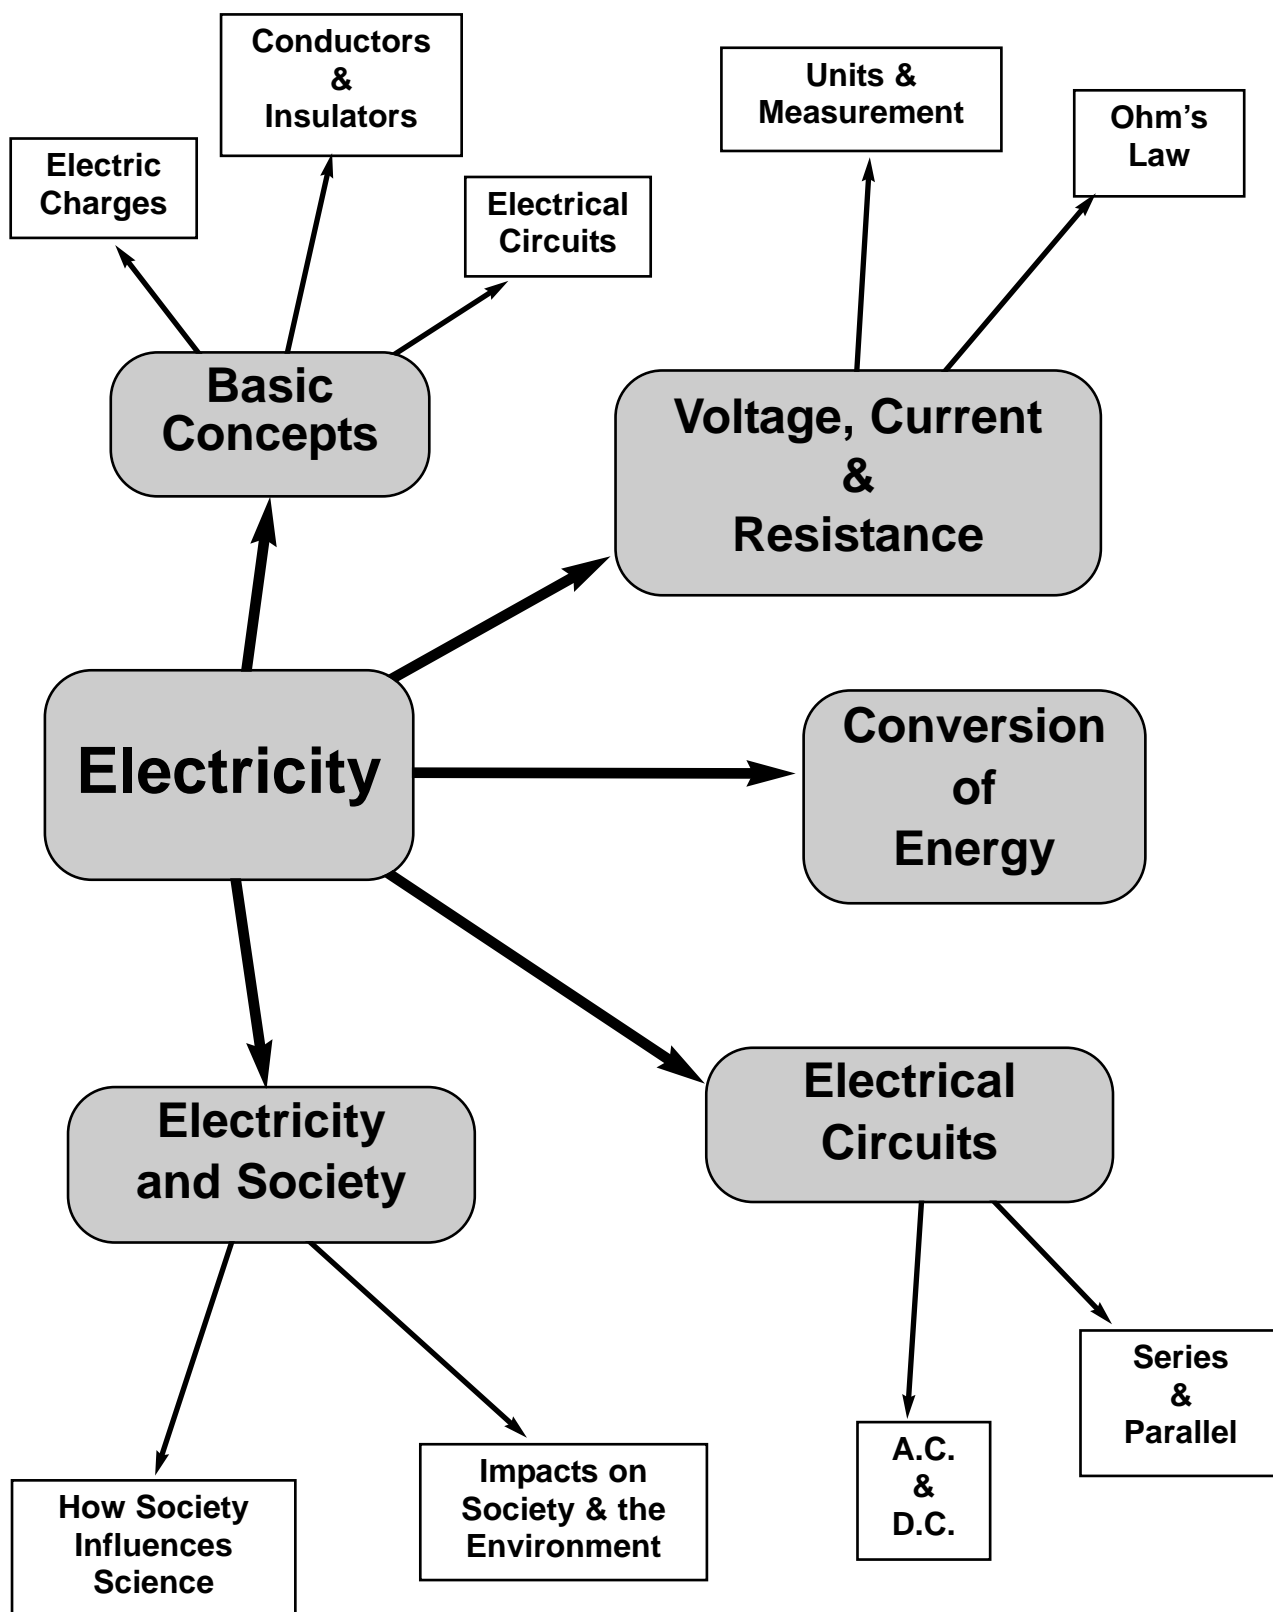 Conductors
&
Insulators
Units &
Measurement
Ohm’s
Law
Electric
Charges
Electrical
Circuits
Basic
Concepts
Voltage, Current
&
Resistance
Electricity
Conversion
of
Energy
Electricity
and Society
Electrical
Circuits
Series
&
Parallel
A.C.
&
D.C.
Impacts on
Society & the
Environment
How Society
Influences
Science